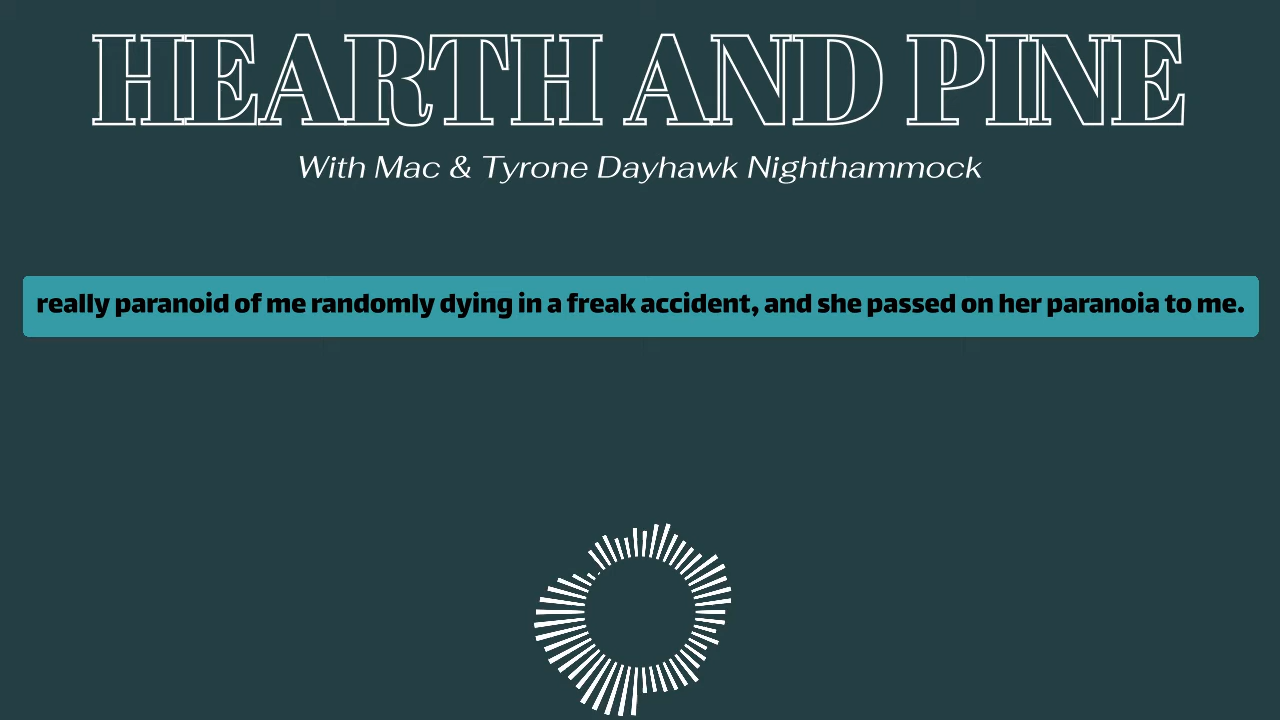 HEARTH AND PINE
With Mac & Tyrone Dayhawk Nighthammock
really paranoid of me randomly dying in a freak accident, and she passed on her paranoia to me.